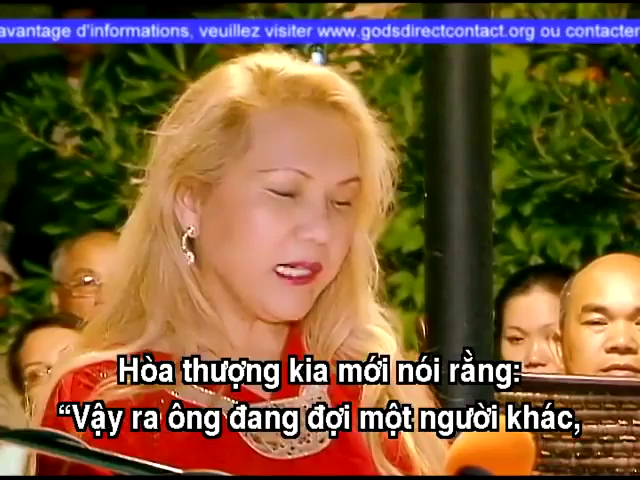 avantage d'informations, veuillez visiter www.godsdirectcontact.org ou contacter
Hòa thượng kia mới nói rằng:
“Vậy ra ông đang đợi một người khác,